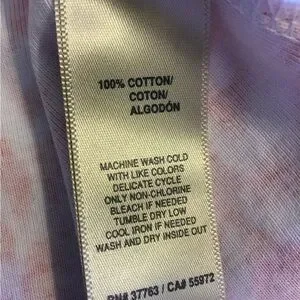 100% COTTON/
COTON/
ALGODÓN
MACHINE WASH COLD
WITH LIKE COLORS
DELICATE CYCLE
ONLY NON-CHLORINE
BLEACH IF NEEDED
TUMBLE DRY LOW
COOL IRON IF NEEDED
WASH AND DRY INSIDE OUT
RN# 37763 / CA# 55972